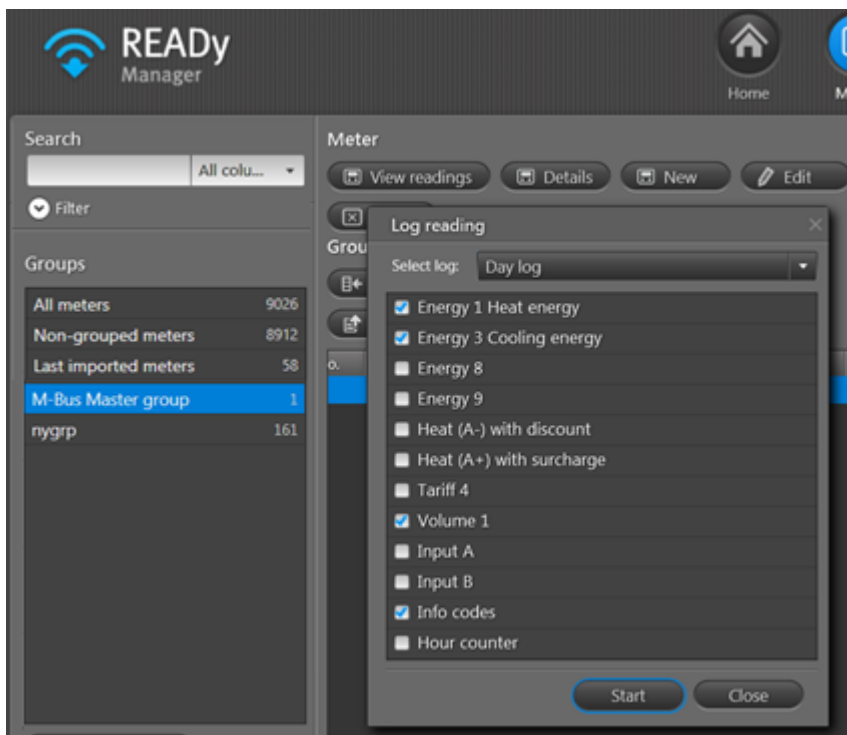 READy
Manager
Home
M
Search
All colu...
Filter
Groups
All meters 9026
Non-grouped meters 8912
Last imported meters 58
M-Bus Master group 1
nygrp 161
Meter
View readings Details New Edit
Grou
o.
Log reading
Select log: Day log
Energy 1 Heat energy
Energy 3 Cooling energy
Energy 8
Energy 9
Heat (A-) with discount
Heat (A+) with surcharge
Tariff 4
Volume 1
Input A
Input B
Info codes
Hour counter
Start Close